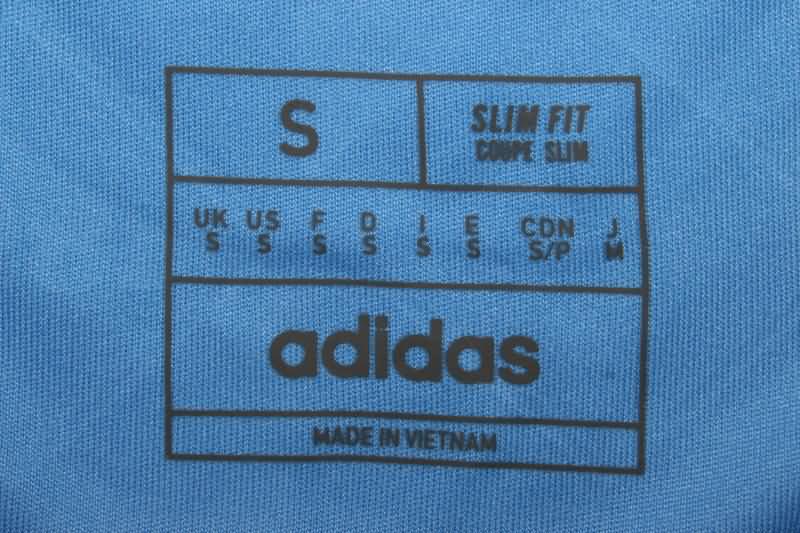 S
SLIM FIT
COUPE SLIM
UK US F D I E CDN J
S S S S S S S/P M
adidas
MADE IN VIETNAM